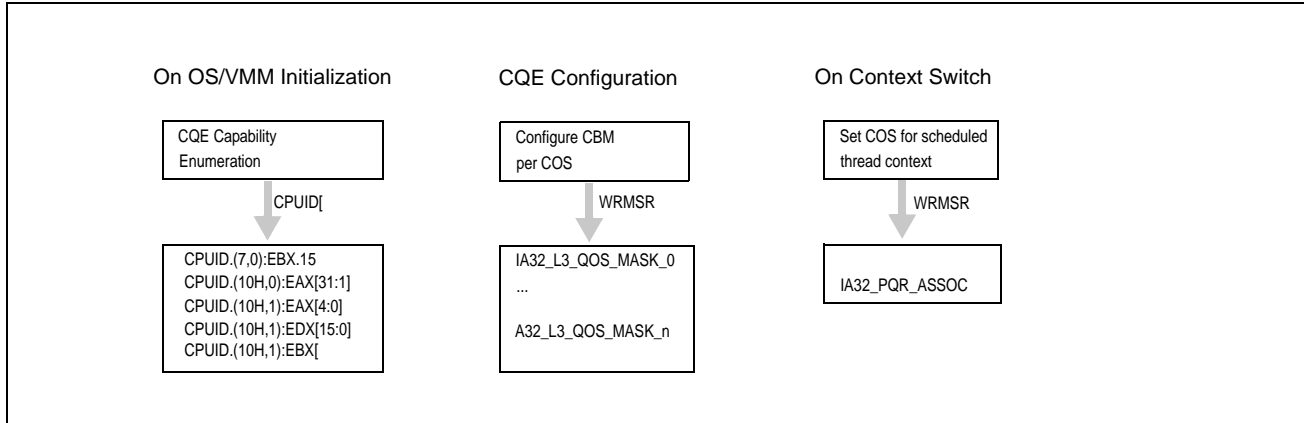 On OS/VMM Initialization
CQE Capability
Enumeration
CPUID[
CPUID.(7,0):EBX.15
CPUID.(10H,0):EAX[31:1]
CPUID.(10H,1):EAX[4:0]
CPUID.(10H,1):EDX[15:0]
CPUID.(10H,1):EBX[
CQE Configuration
Configure CBM
per COS
WRMSR
IA32_L3_QOS_MASK_0
...
A32_L3_QOS_MASK_n
On Context Switch
Set COS for scheduled
thread context
WRMSR
IA32_PQR_ASSOC